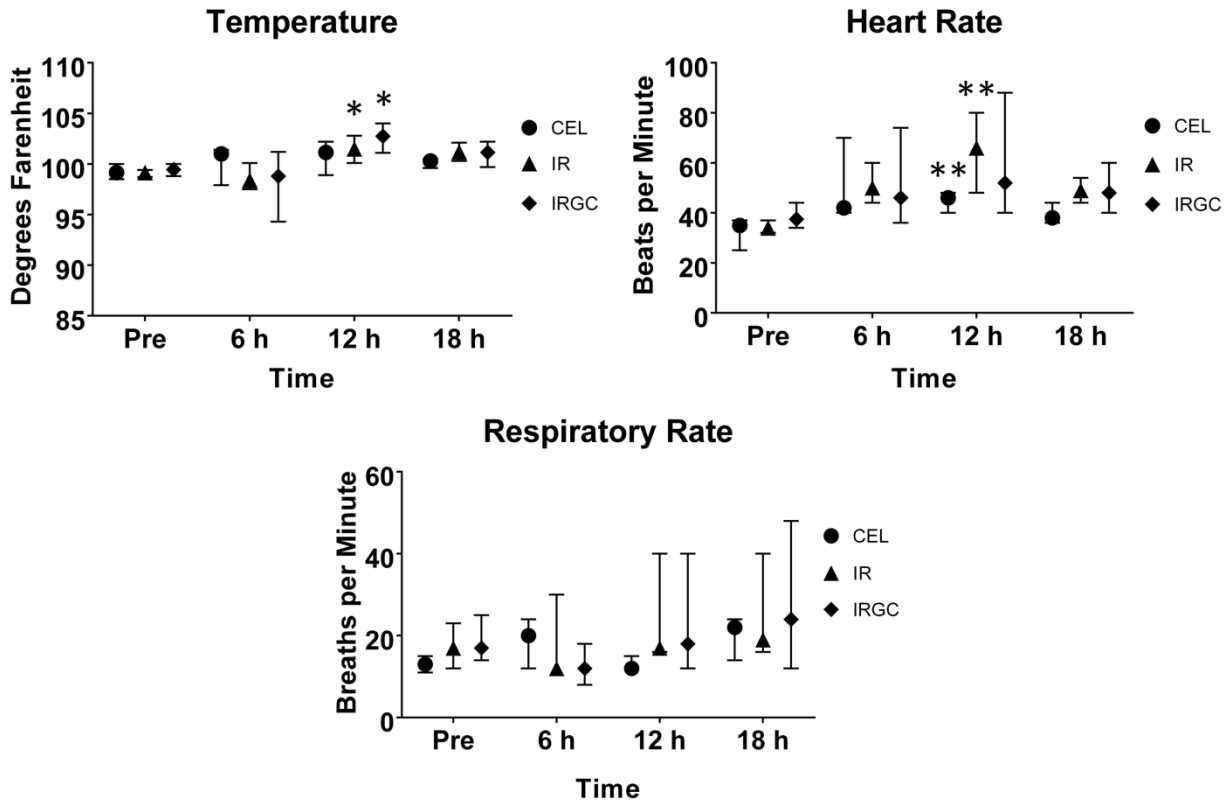 Temperature
Degrees Farenheit
110
105
100
95
90
85
* *
Pre 6 h 12 h 18 h
Time
CEL
IR
IRGC
Heart Rate
Beats per Minute
100
80
60
40
20
0
**
**
Pre 6 h 12 h 18 h
Time
CEL
IR
IRGC
Respiratory Rate
Breaths per Minute
60
40
20
0
Pre 6 h 12 h 18 h
Time
CEL
IR
IRGC